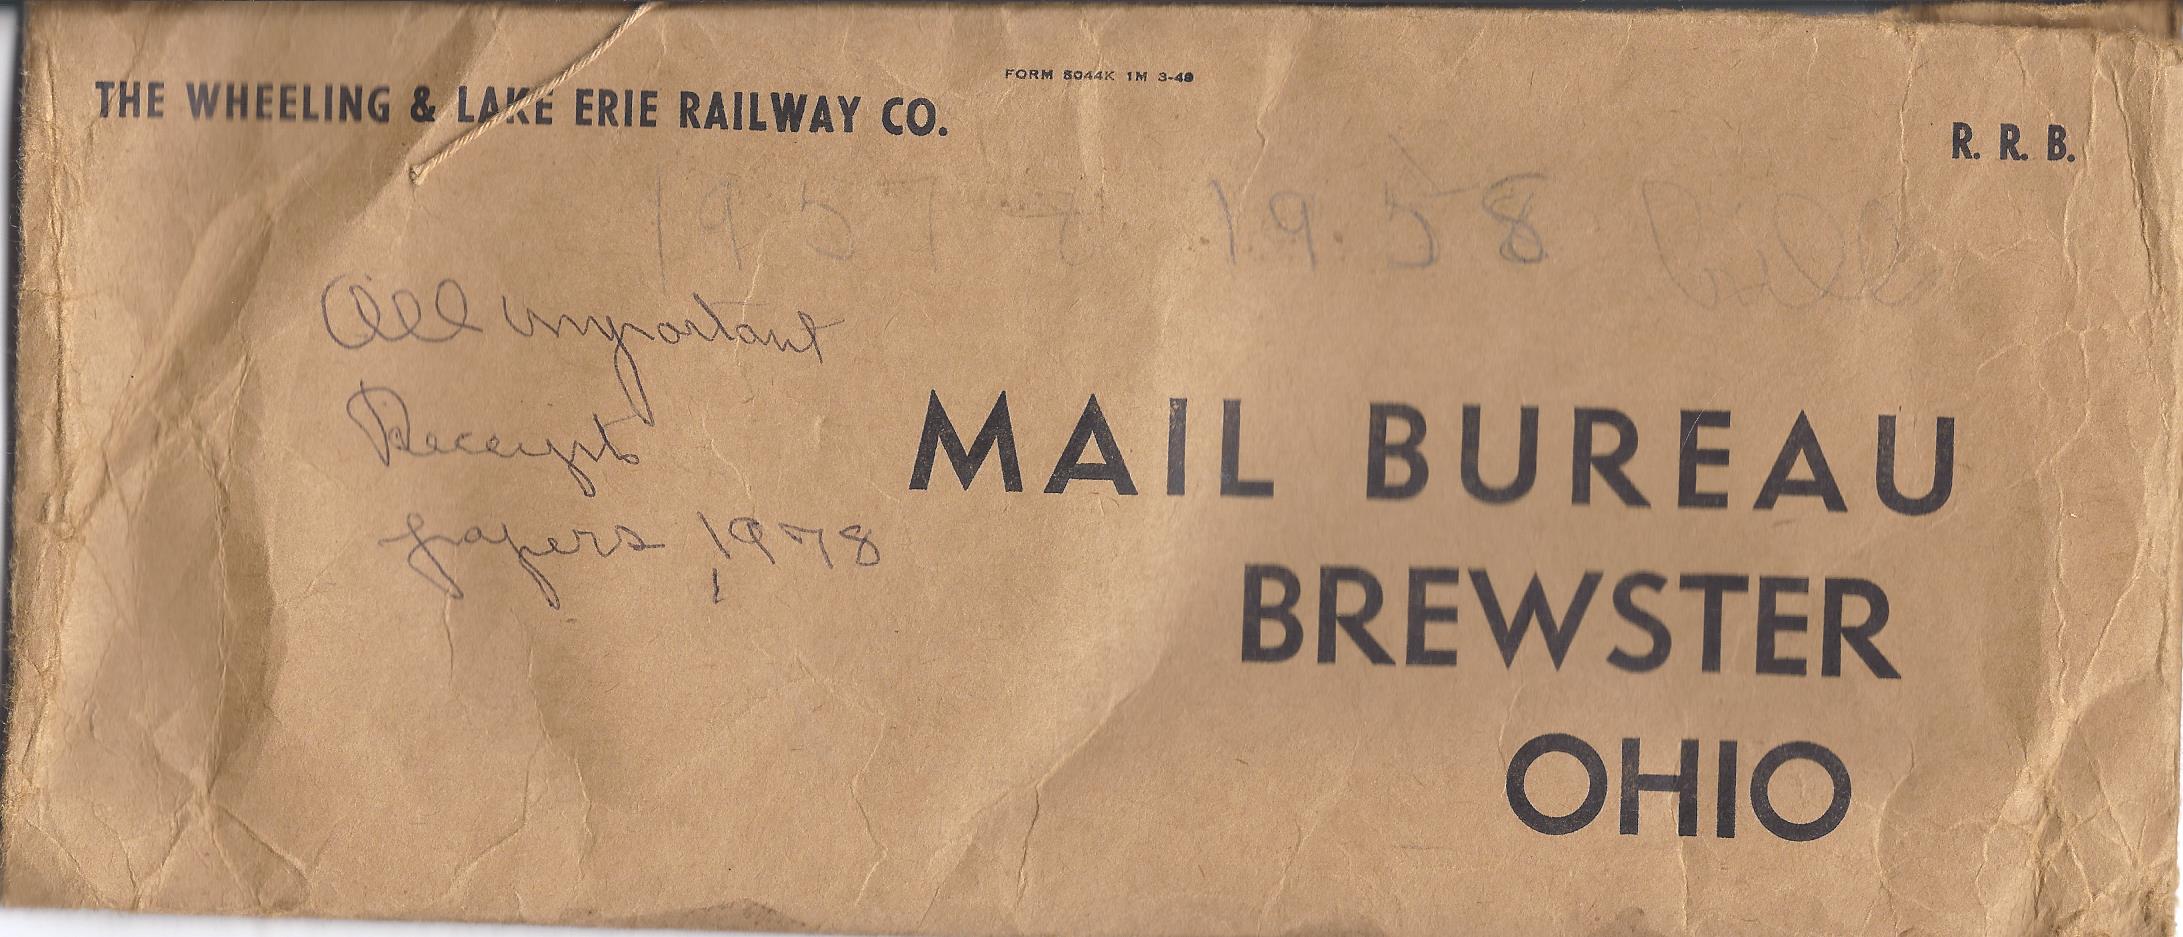 FORM 5044K 1M 3-49
THE WHEELING & LAKE ERIE RAILWAY CO.
R. R. B.
1957 & 1958 bills
All important
Receipts
papers, 1978
MAIL BUREAU
BREWSTER
OHIO